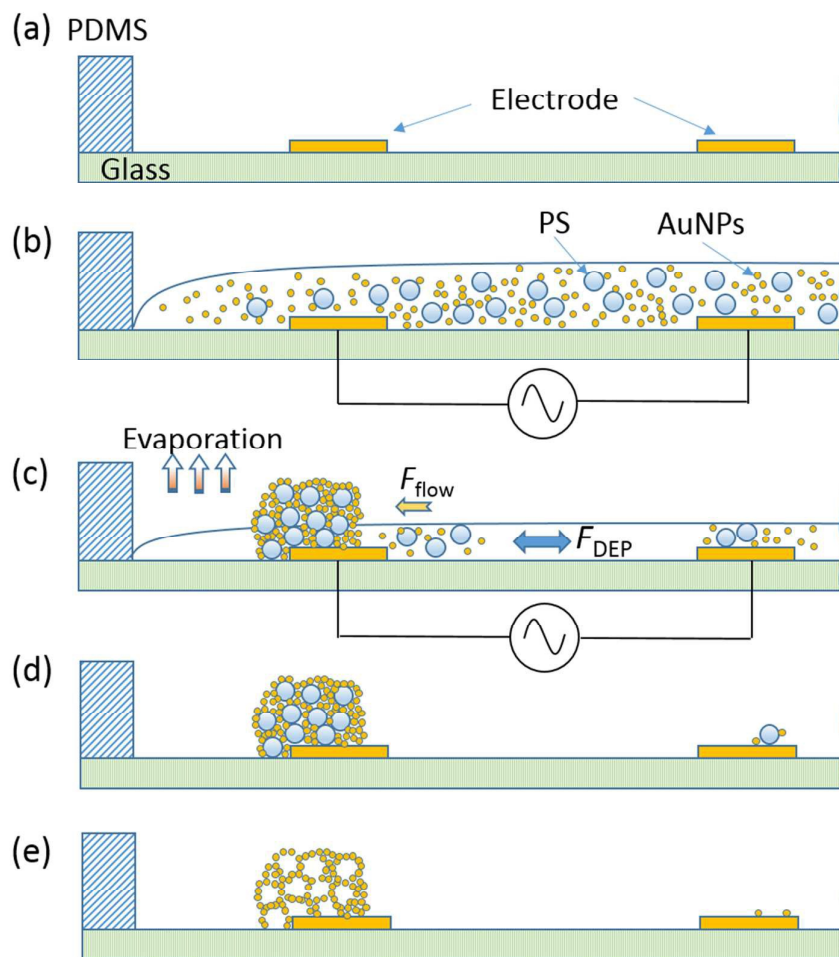 (a) PDMS
Electrode
Glass
(b)
PS AuNPs
Evaporation
(c)
Fflow
FDEP
(d)
(e)